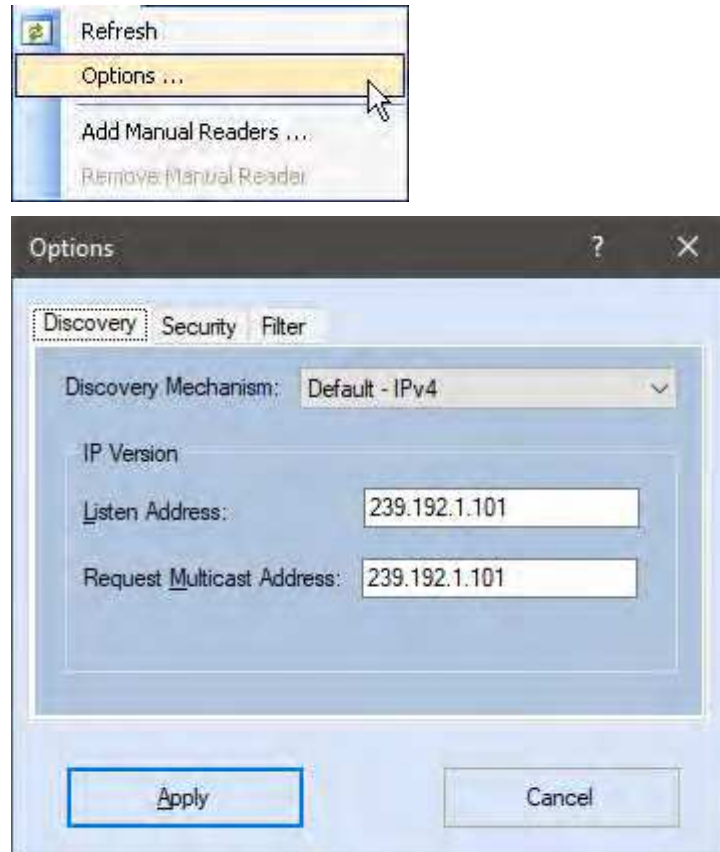 Refresh
Options ...
Add Manual Readers ...
Remove Manual Reader
Options ? ×
Discovery Security Filter
Discovery Mechanism: Default - IPv4
IP Version
Listen Address: 239.192.1.101
Request Multicast Address: 239.192.1.101
Apply Cancel